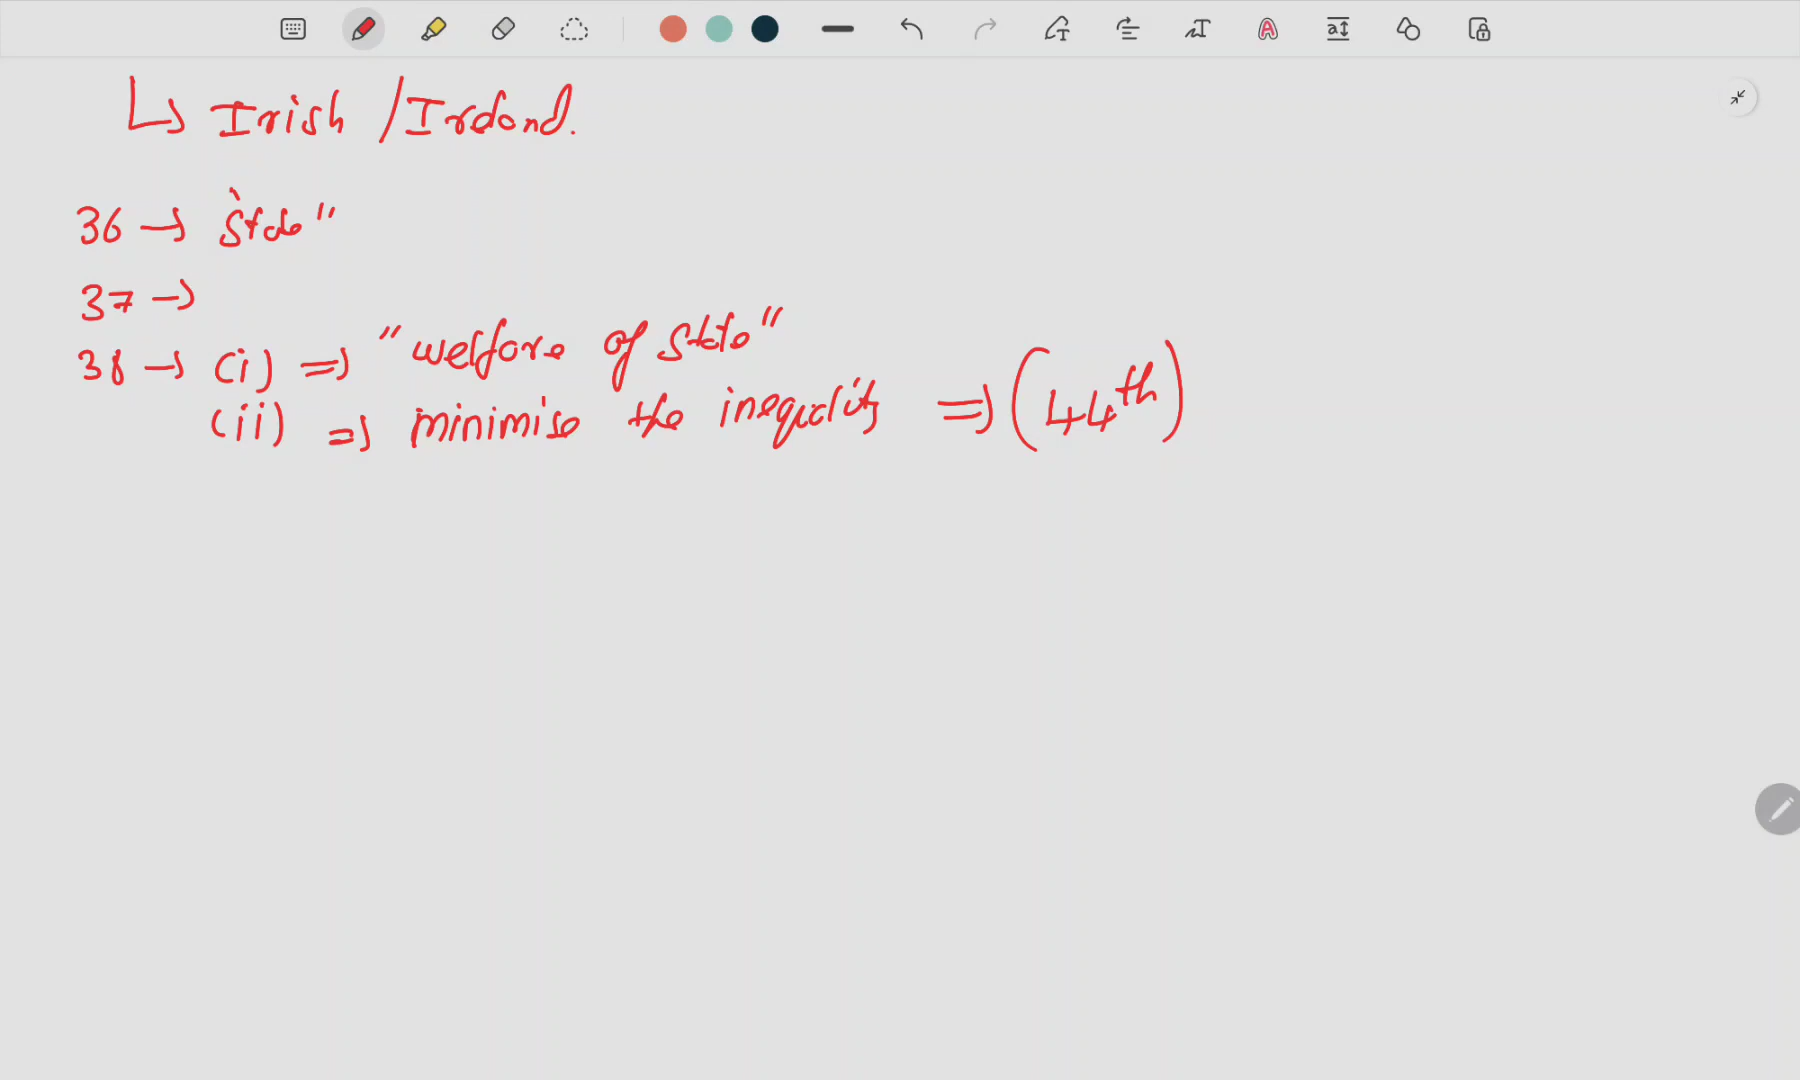 ↳ Irish / Ireland.
36 → "State"
37 →
38 → (i) ⇒ "welfare of state"
(ii) ⇒ minimise the inequality ⇒ (44th)